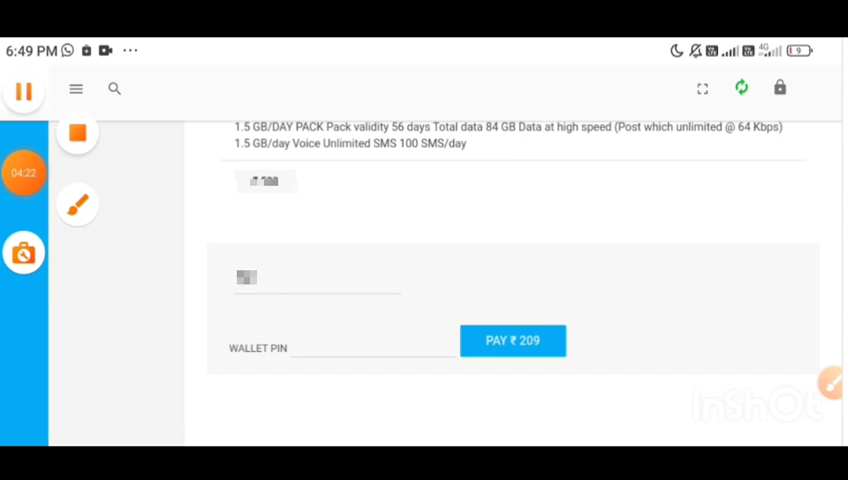 6:49 PM
4G
9
04:22
1.5 GB/DAY PACK Pack validity 56 days Total data 84 GB Data at high speed (Post which unlimited @ 64 Kbps)
1.5 GB/day Voice Unlimited SMS 100 SMS/day
WALLET PIN
PAY ₹ 209
InShOt